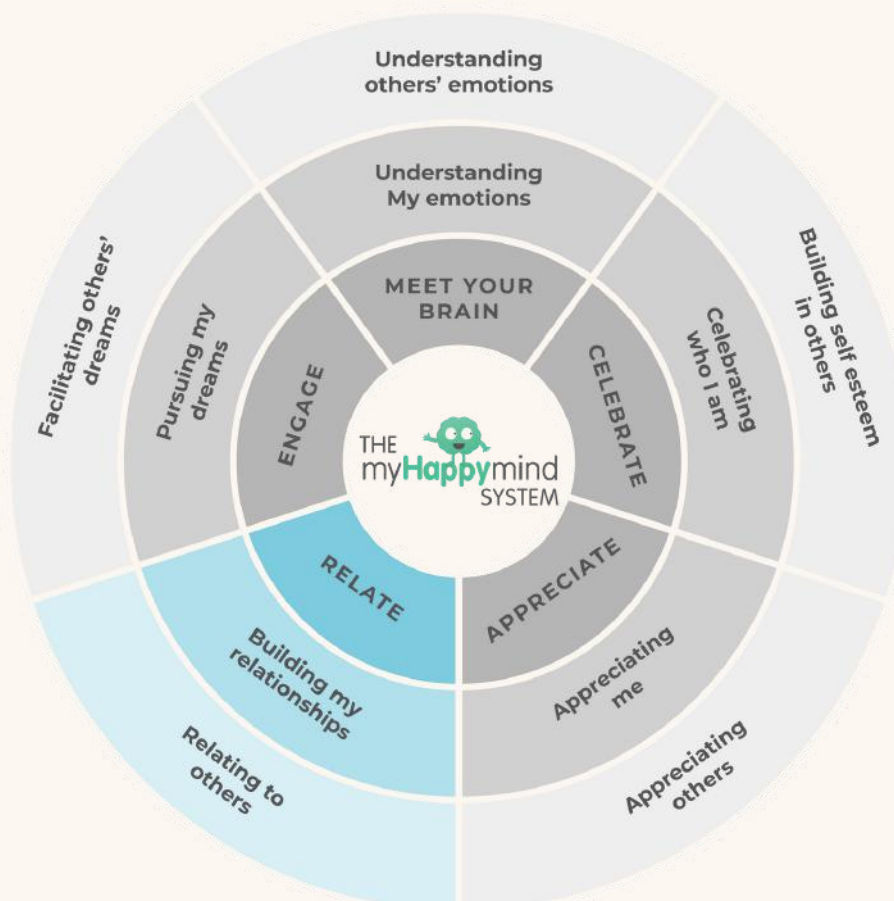 Understanding
others' emotions
Understanding
My emotions
MEET YOUR
BRAIN
Building self esteem
in others
Celebrating
who I am
CELEBRATE
Appreciating
others
Appreciating
me
APPRECIATE
Relating to
others
Building my
relationships
RELATE
Facilitating others'
dreams
Pursuing my
dreams
ENGAGE
THE
myHappymind
SYSTEM